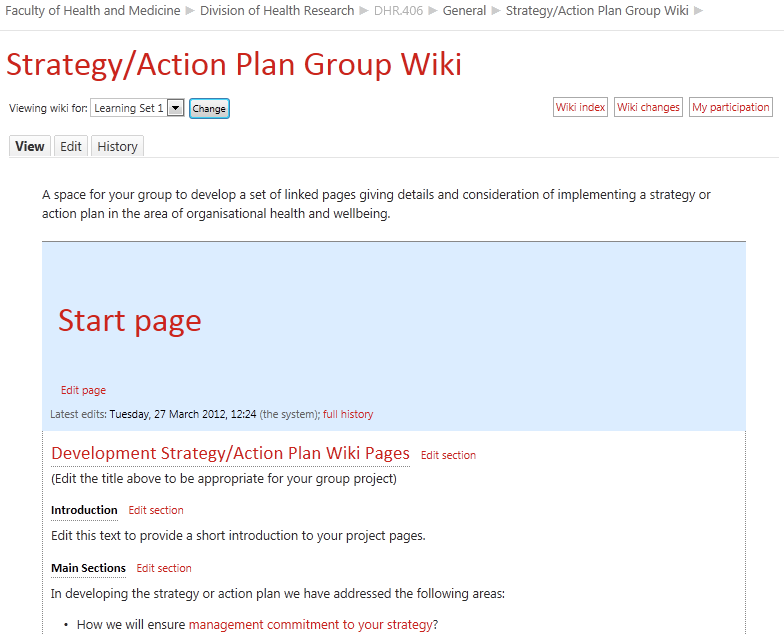 Faculty of Health and Medicine ► Division of Health Research ► DHR.406 ► General ► Strategy/Action Plan Group Wiki ►
Strategy/Action Plan Group Wiki
Viewing wiki for: Learning Set 1 Change Wiki index Wiki changes My participation
View Edit History
A space for your group to develop a set of linked pages giving details and consideration of implementing a strategy or
action plan in the area of organisational health and wellbeing.
Start page
Edit page
Latest edits: Tuesday, 27 March 2012, 12:24 (the system); full history
Development Strategy/Action Plan Wiki Pages Edit section
(Edit the title above to be appropriate for your group project)
Introduction Edit section
Edit this text to provide a short introduction to your project pages.
Main Sections Edit section
In developing the strategy or action plan we have addressed the following areas:
• How we will ensure management commitment to your strategy?